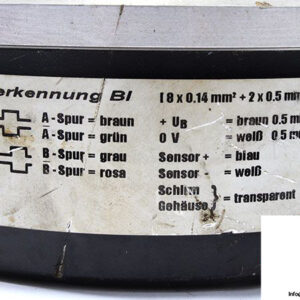 erkennung BI
[ 8 x 0.14 mm² + 2 x 0.5 mm
A - Spur = braun
A - Spur = grün
B - Spur = grau
B - Spur = rosa
+ UB = braun 0.5 m
0 V = weiß 0.5 m
Sensor + = blau
Sensor - = weiß
Schirm
Gehäuse = transparent
Info@